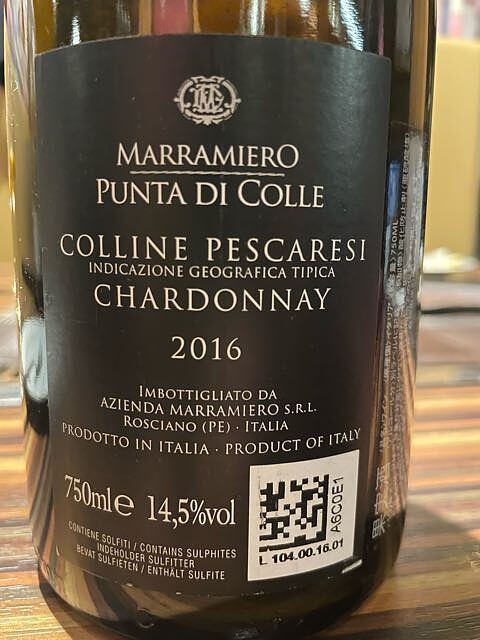 MARRAMIERO
PUNTA DI COLLE
COLLINE PESCARESI
INDICAZIONE GEOGRAFICA TIPICA
CHARDONNAY
2016
IMBOTTIGLIATO DA
AZIENDA MARRAMIERO S.R.L.
ROSCIANO (PE) · ITALIA
PRODOTTO IN ITALIA · PRODUCT OF ITALY
750ml e 14,5%vol
CONTIENE SOLFITI / CONTAINS SULPHITES
INDEHOLDER SULFITTER
BEVAT SULFIETEN / ENTHÄLT SULFITE
A6C0E1
L 104.00.16.01